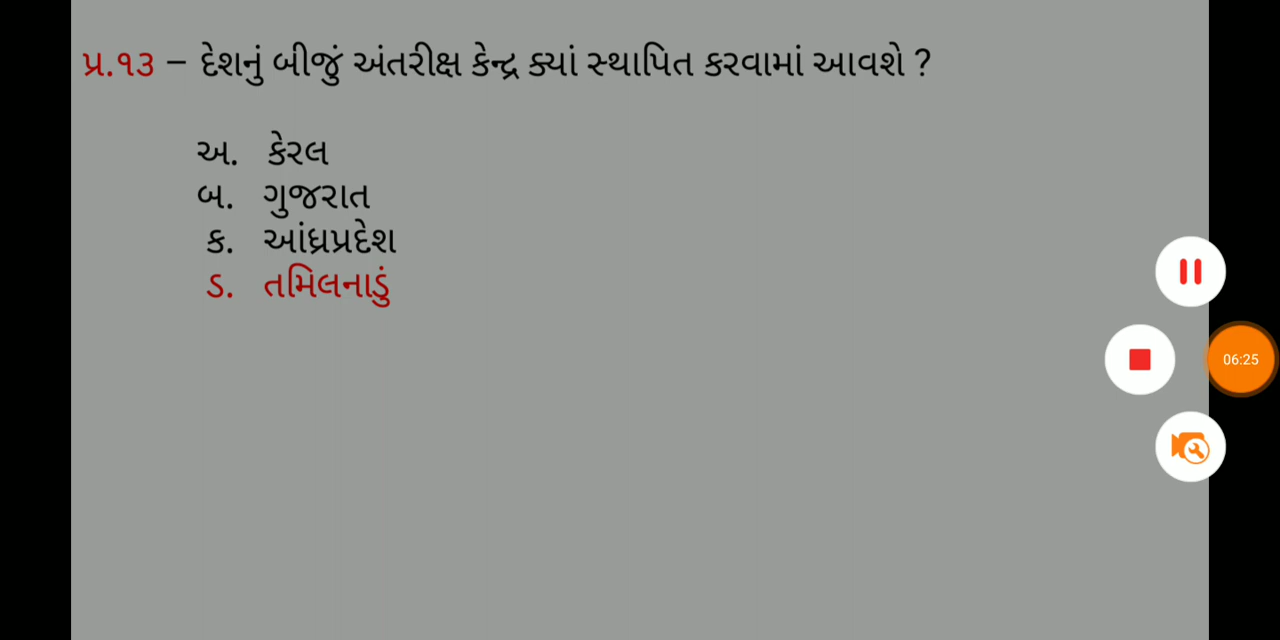 પ્ર.૧૩ – દેશનું બીજું અંતરીક્ષ કેન્દ્ર ક્યાં સ્થાપિત કરવામાં આવશે ?
અ. કેરલ
બ. ગુજરાત
ક. આંધ્રપ્રદેશ
ડ. તમિલનાડું
06:25